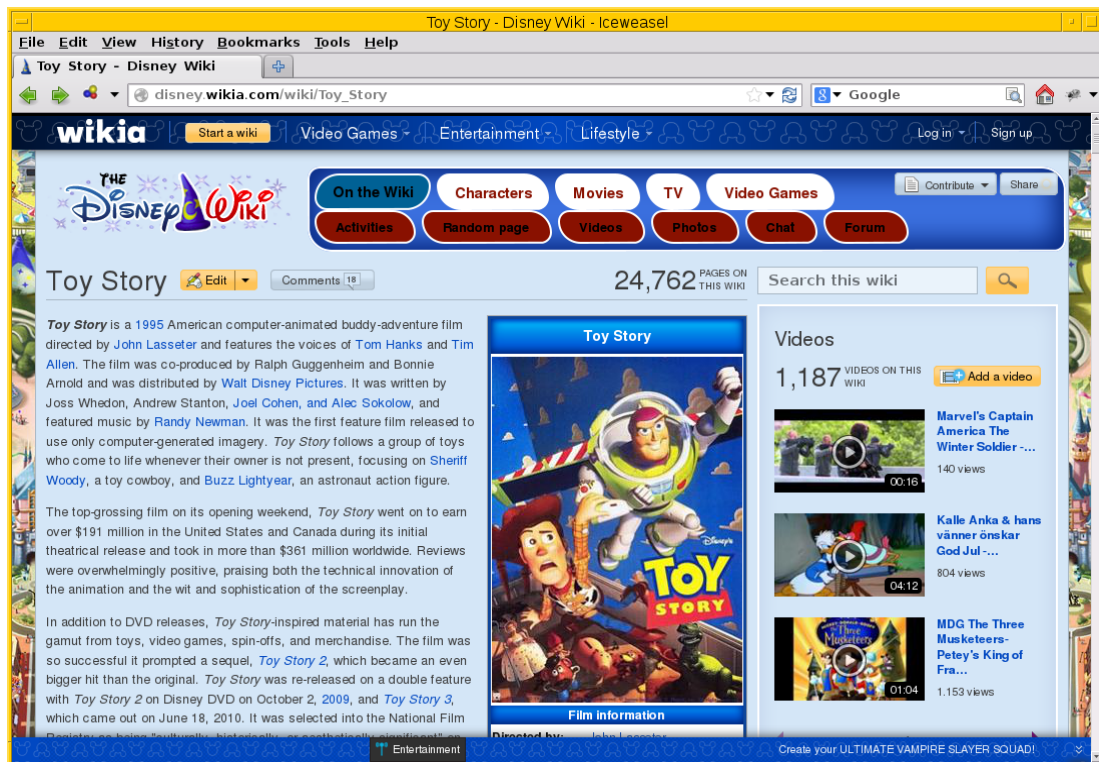 Toy Story - Disney Wiki - Iceweasel
File Edit View History Bookmarks Tools Help
Toy Story - Disney Wiki
disney.wikia.com/wiki/Toy_Story
Google
wikia
Start a wiki
Video Games
Entertainment
Lifestyle
Log in
Sign up
THE
DISNEY Wiki
On the Wiki
Characters
Movies
TV
Video Games
Contribute
Share
Activities
Random page
Videos
Photos
Chat
Forum
Toy Story
Edit
Comments 18
24,762 PAGES ON
THIS WIKI
Search this wiki
Toy Story is a 1995 American computer-animated buddy-adventure film
directed by John Lasseter and features the voices of Tom Hanks and Tim
Allen. The film was co-produced by Ralph Guggenheim and Bonnie
Arnold and was distributed by Walt Disney Pictures. It was written by
Joss Whedon, Andrew Stanton, Joel Cohen, and Alec Sokolow, and
featured music by Randy Newman. It was the first feature film released to
use only computer-generated imagery. Toy Story follows a group of toys
who come to life whenever their owner is not present, focusing on Sheriff
Woody, a toy cowboy, and Buzz Lightyear, an astronaut action figure.
The top-grossing film on its opening weekend, Toy Story went on to earn
over $191 million in the United States and Canada during its initial
theatrical release and took in more than $361 million worldwide. Reviews
were overwhelmingly positive, praising both the technical innovation of
the animation and the wit and sophistication of the screenplay.
In addition to DVD releases, Toy Story-inspired material has run the
gamut from toys, video games, spin-offs, and merchandise. The film was
so successful it prompted a sequel, Toy Story 2, which became an even
bigger hit than the original. Toy Story was re-released on a double feature
with Toy Story 2 on Disney DVD on October 2, 2009, and Toy Story 3,
which came out on June 18, 2010. It was selected into the National Film
Registry as being "culturally, historically, or aesthetically significant" on
Toy Story
Disney's
TOY
STORY
Film information
Directed by: John Lasseter
Videos
1,187 VIDEOS ON THIS
WIKI
Add a video
00:16
Marvel's Captain
America The
Winter Soldier -...
140 views
04:12
Kalle Anka & hans
vänner önskar
God Jul -...
804 views
The Three
Musketeers
01:04
MDG The Three
Musketeers-
Petey's King of
Fra...
1.153 views
Entertainment
Create your ULTIMATE VAMPIRE SLAYER SQUAD!